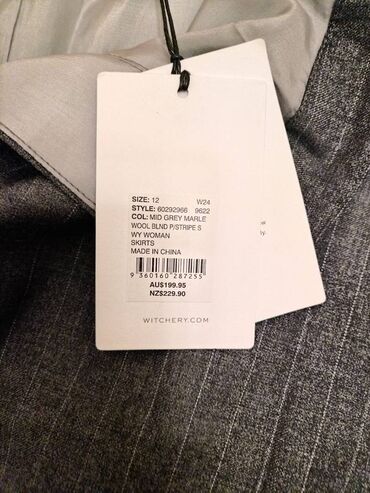 SIZE: 12 W24
STYLE: 60292966 9622
COL: MID GREY MARLE
WOOL BLND P/STRIPE S
WY WOMAN
SKIRTS
MADE IN CHINA
9 360160 287255
AU$199.95
NZ$229.90
WITCHERY.COM